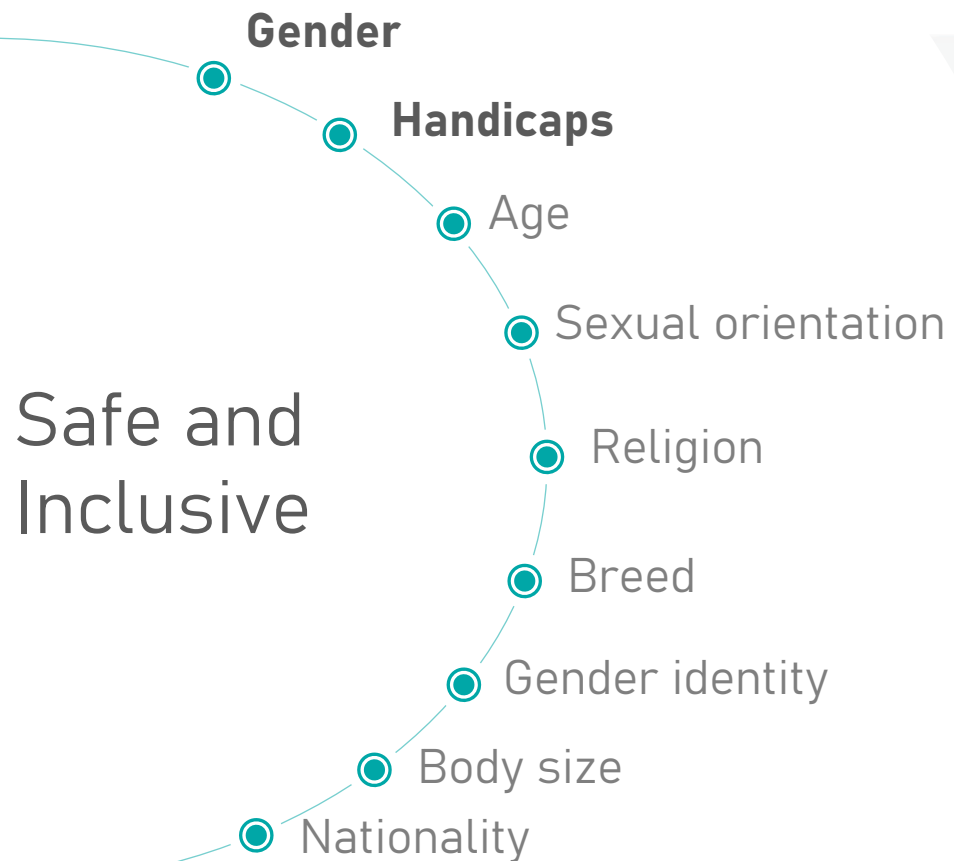 Gender
Handicaps
Age
Sexual orientation
Safe and
Inclusive
Religion
Breed
Gender identity
Body size
Nationality